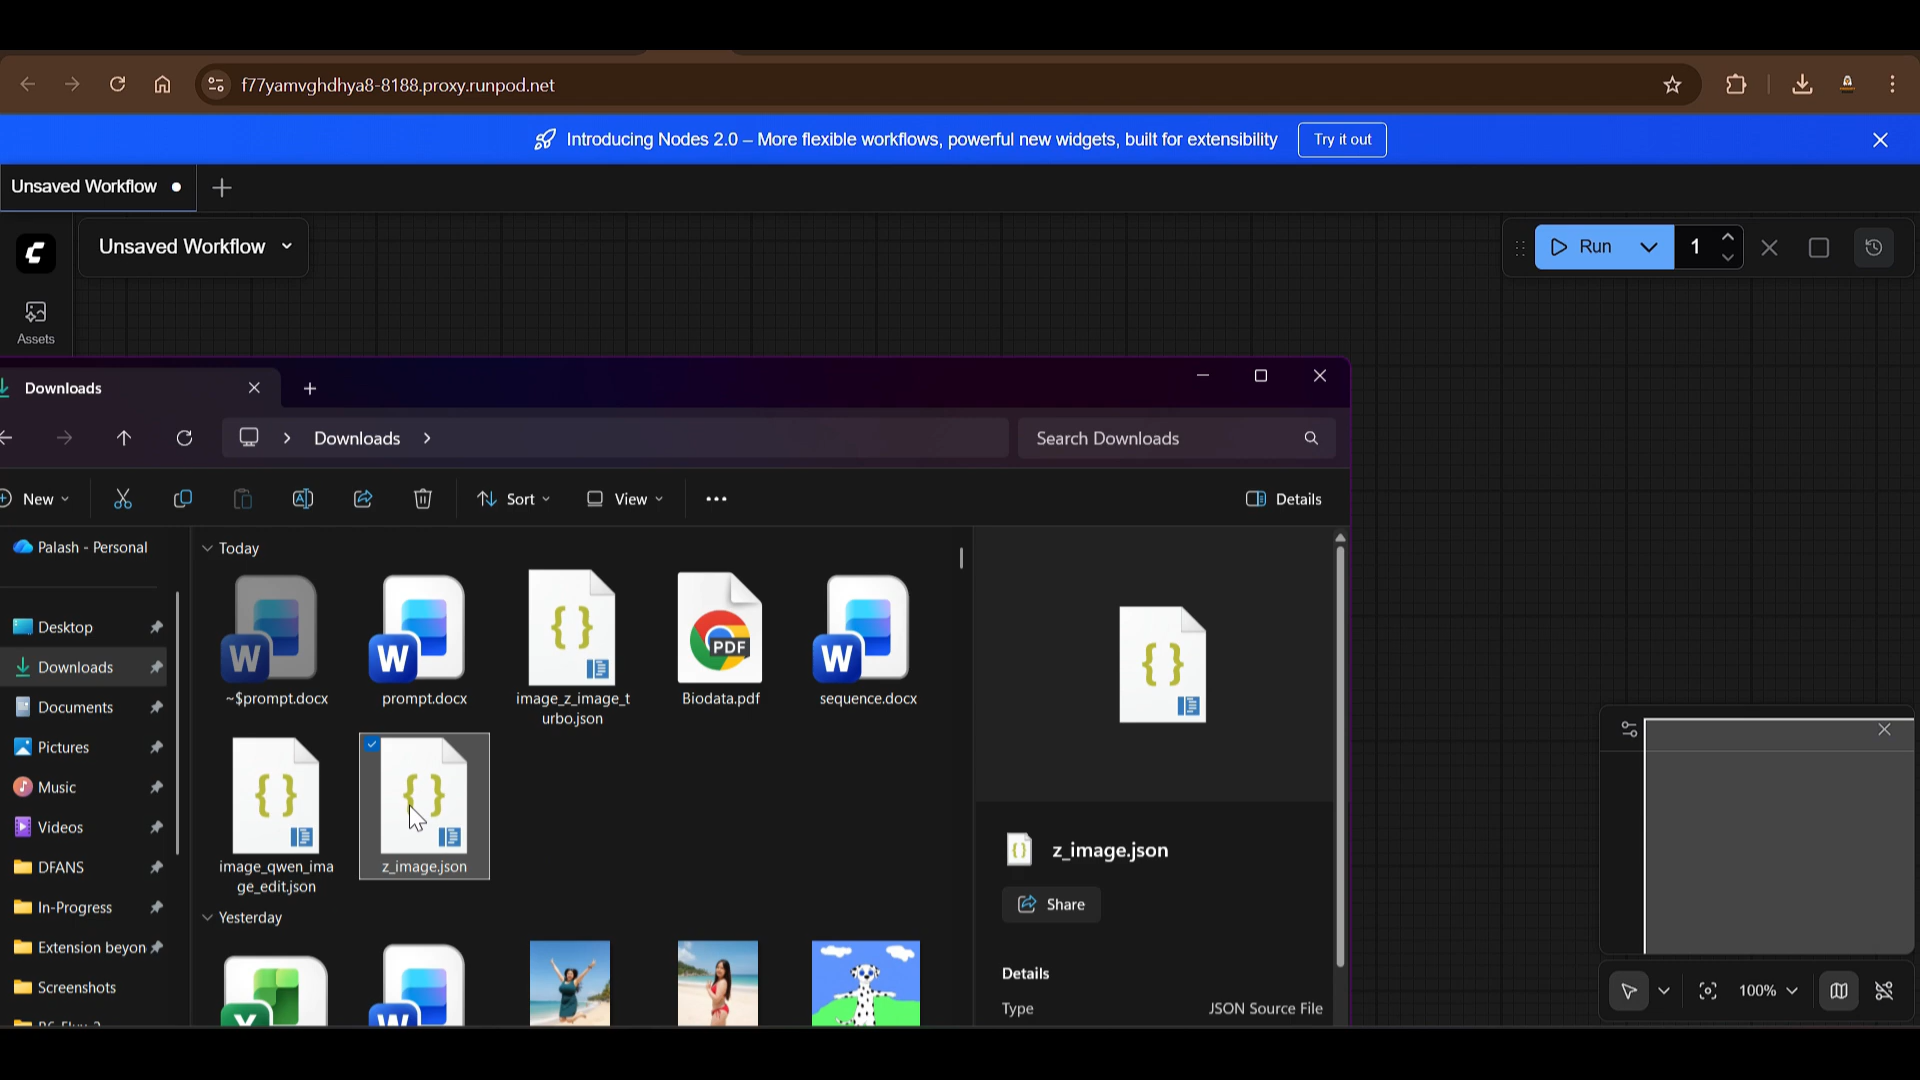 f77yamvghdhya8-8188.proxy.runpod.net
Introducing Nodes 2.0 – More flexible workflows, powerful new widgets, built for extensibility
Try it out
Unsaved Workflow
Unsaved Workflow
Run
1
Assets
Downloads
Downloads
Search Downloads
New
Sort
View
Details
Palash - Personal
Desktop
Downloads
Documents
Pictures
Music
Videos
DFANS
In-Progress
Extension beyon
Screenshots
Today
~$prompt.docx
prompt.docx
image_z_image_t
urbo.json
PDF
Biodata.pdf
sequence.docx
image_qwen_ima
ge_edit.json
z_image.json
Yesterday
z_image.json
Share
Details
Type
JSON Source File
100%